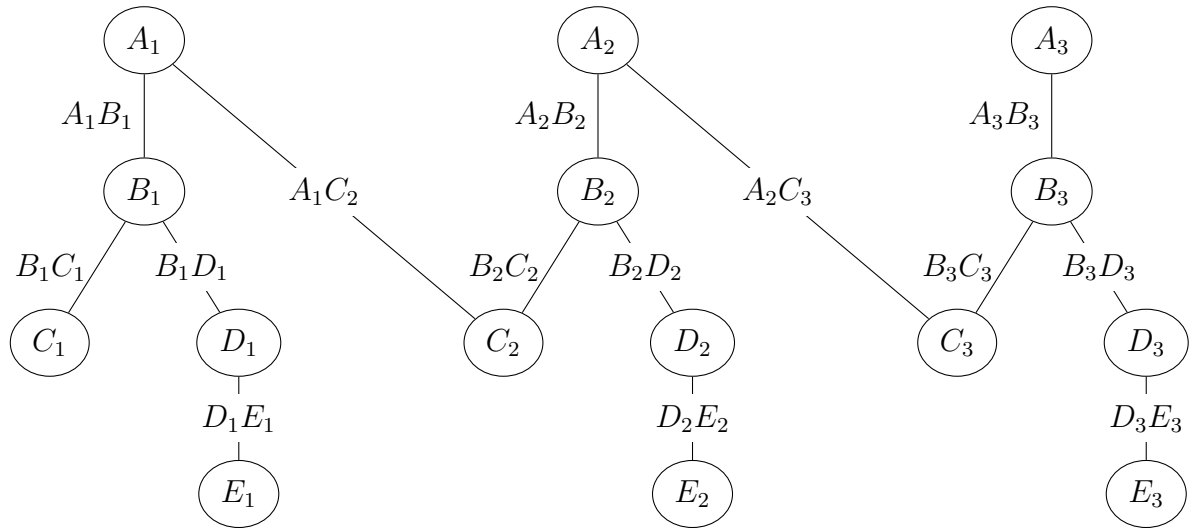 A₁ A₂ A₃
A₁B₁ A₂B₂ A₃B₃
B₁ A₁C₂ B₂ A₂C₃ B₃
B₁C₁ B₁D₁ B₂C₂ B₂D₂ B₃C₃ B₃D₃
C₁ D₁ C₂ D₂ C₃ D₃
D₁E₁ D₂E₂ D₃E₃
E₁ E₂ E₃